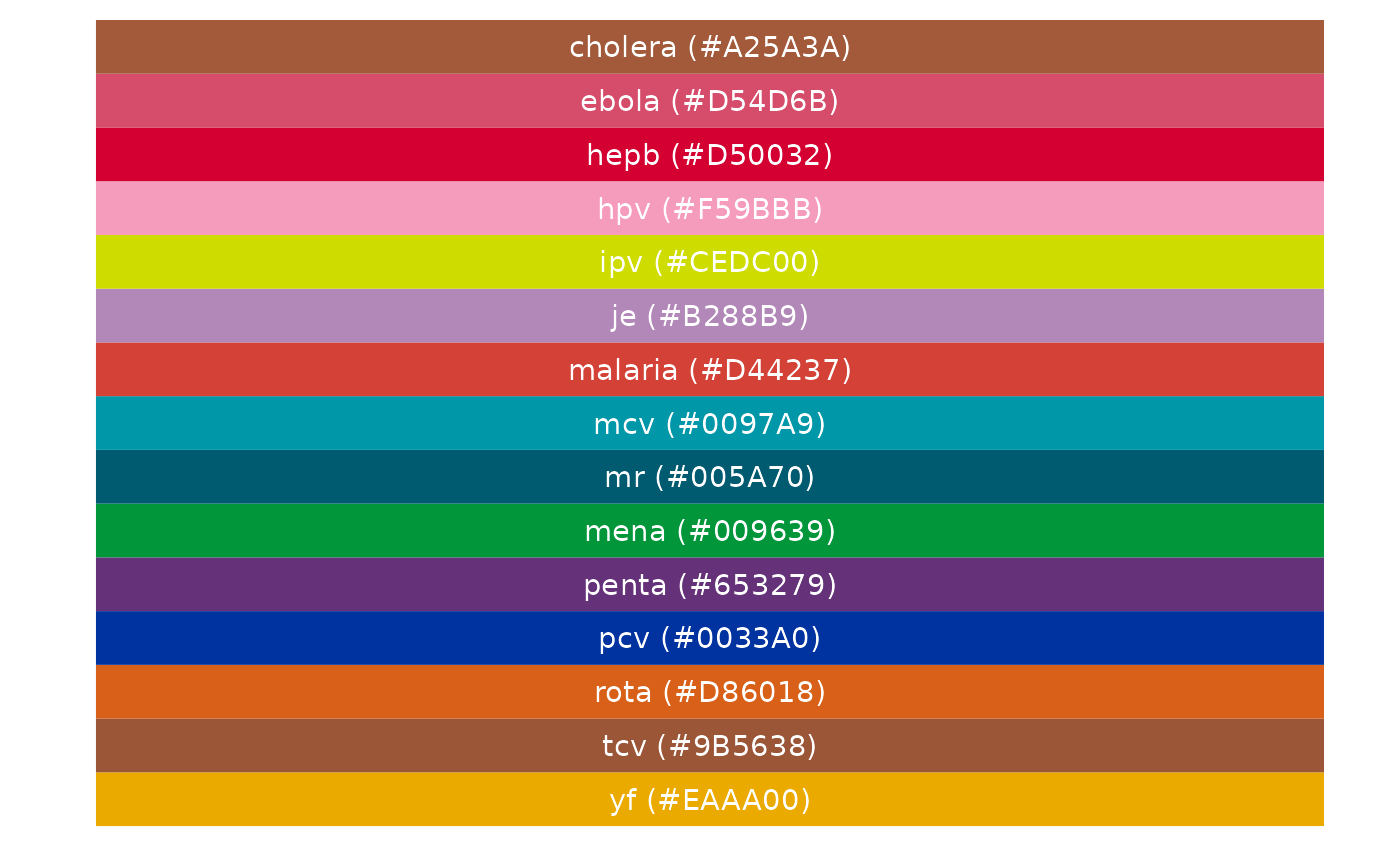 cholera (#A25A3A)
ebola (#D54D6B)
hepb (#D50032)
hpv (#F59BBB)
ipv (#CEDC00)
je (#B288B9)
malaria (#D44237)
mcv (#0097A9)
mr (#005A70)
mena (#009639)
penta (#653279)
pcv (#0033A0)
rota (#D86018)
tcv (#9B5638)
yf (#EAAA00)